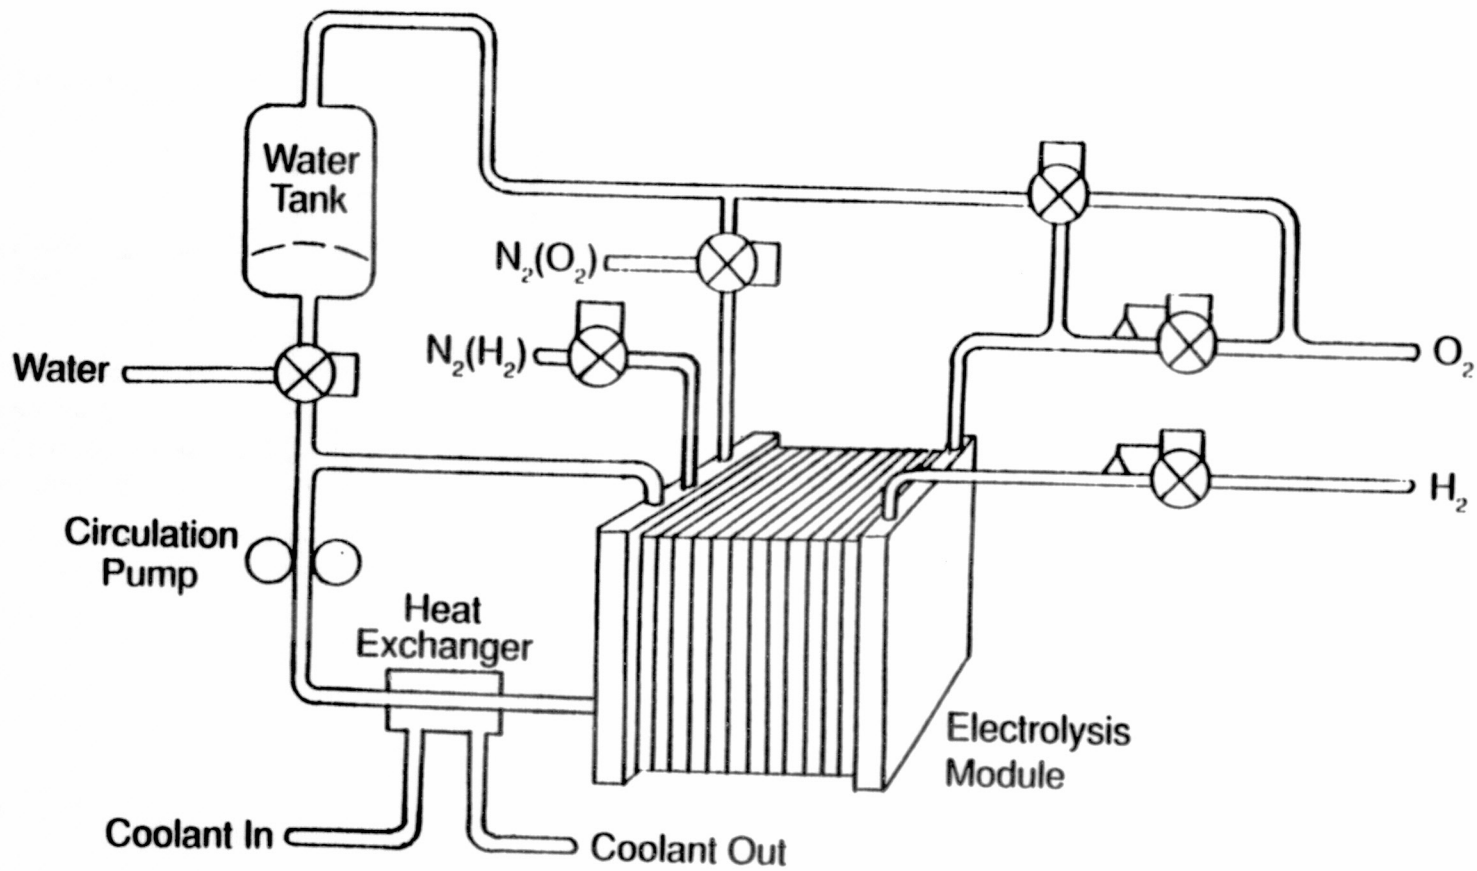 Water
Tank
N₂(O₂)
N₂(H₂)
Water
O₂
H₂
Circulation
Pump
Heat
Exchanger
Electrolysis
Module
Coolant In
Coolant Out